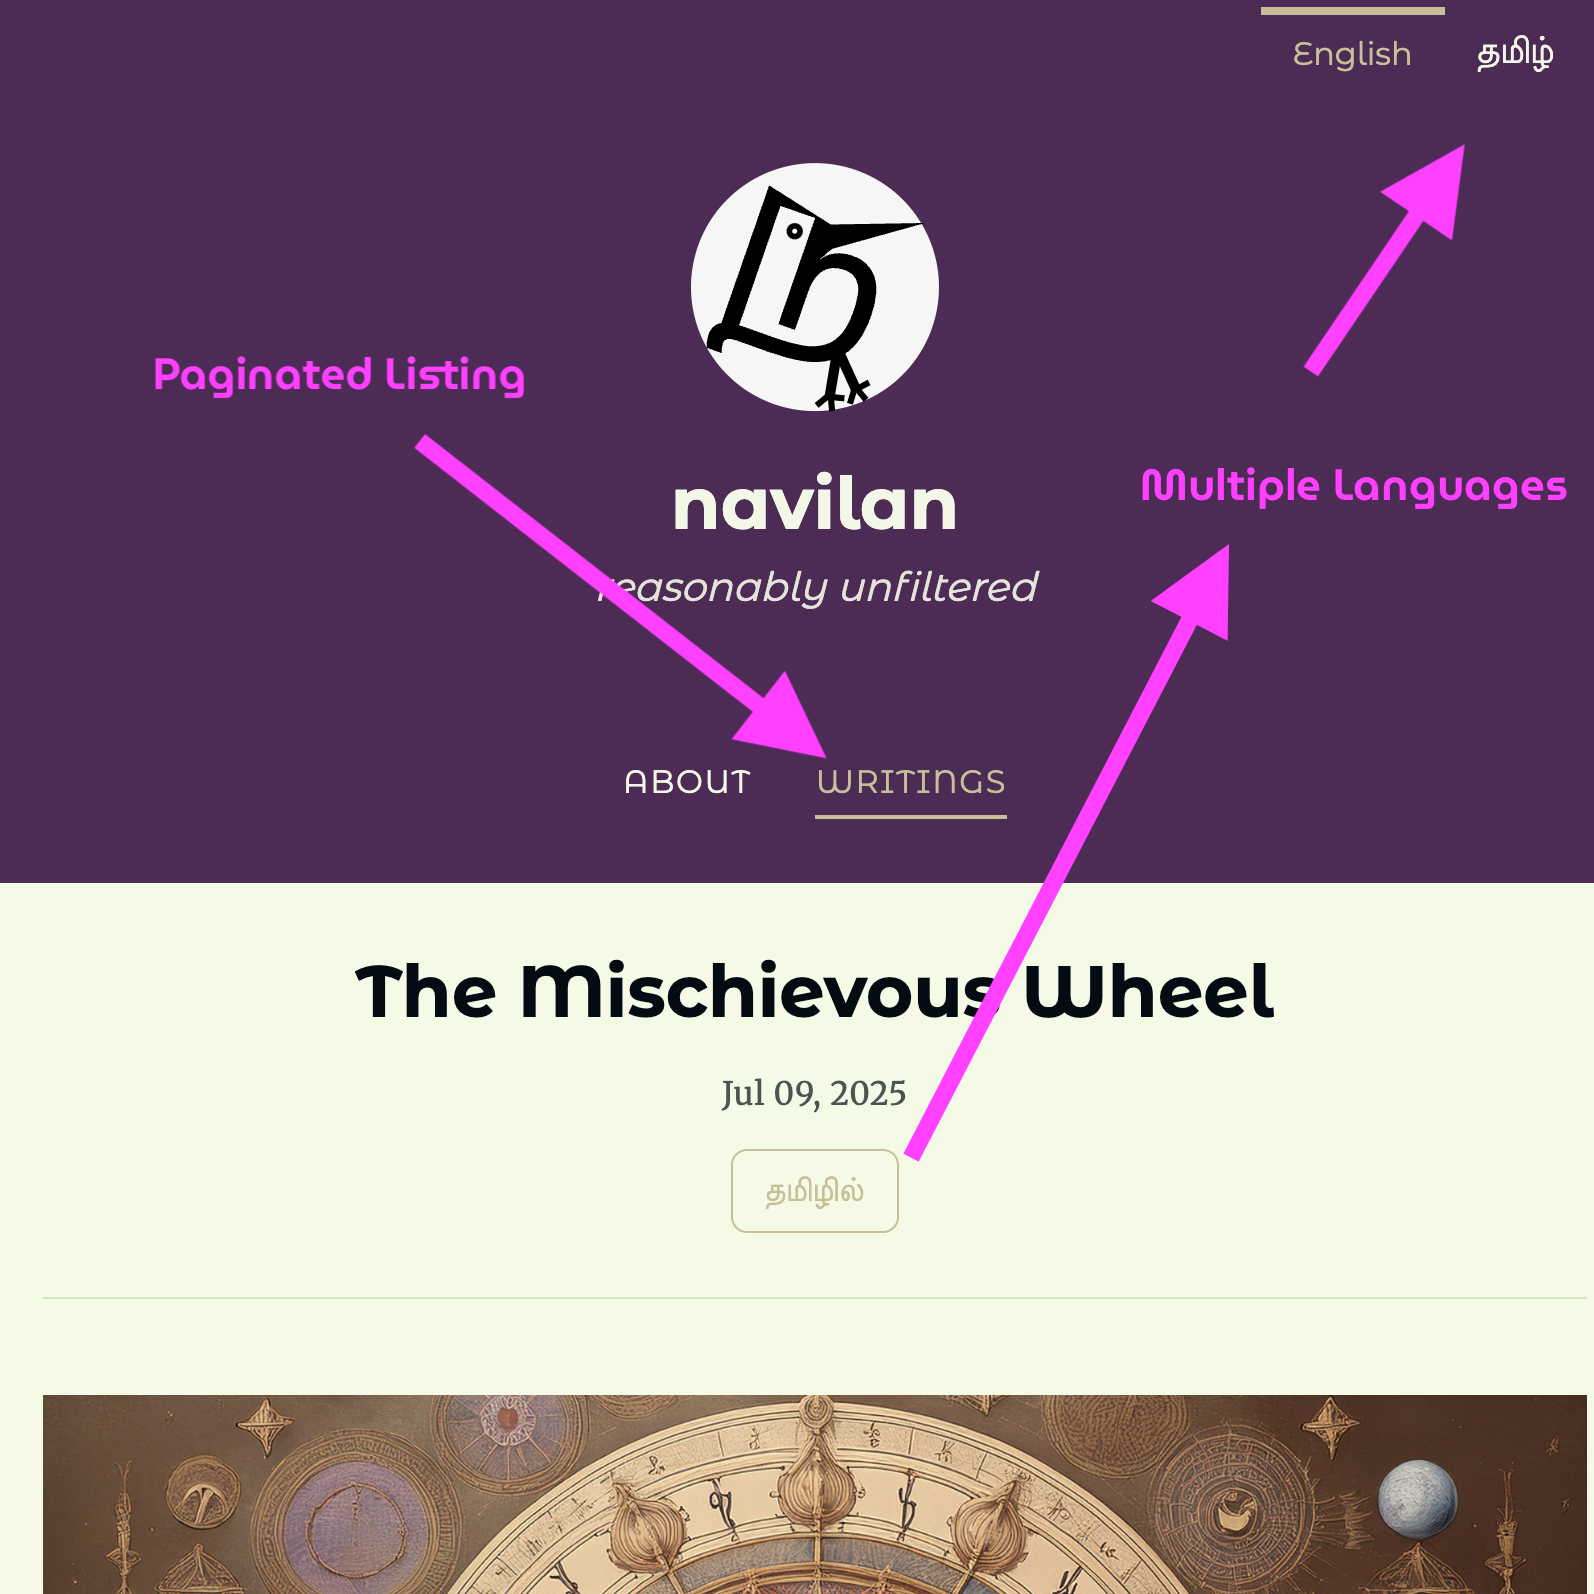 English
தமிழ்
Paginated Listing
navilan
Multiple Languages
reasonably unfiltered
ABOUT
WRITINGS
The Mischievous Wheel
Jul 09, 2025
தமிழில்